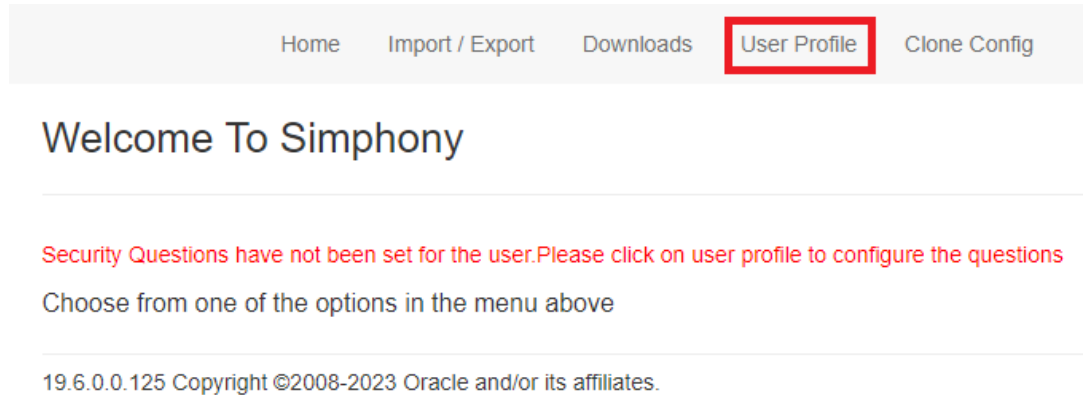 Home Import / Export Downloads User Profile Clone Config
Welcome To Simphony
Security Questions have not been set for the user.Please click on user profile to configure the questions
Choose from one of the options in the menu above
19.6.0.0.125 Copyright ©2008-2023 Oracle and/or its affiliates.